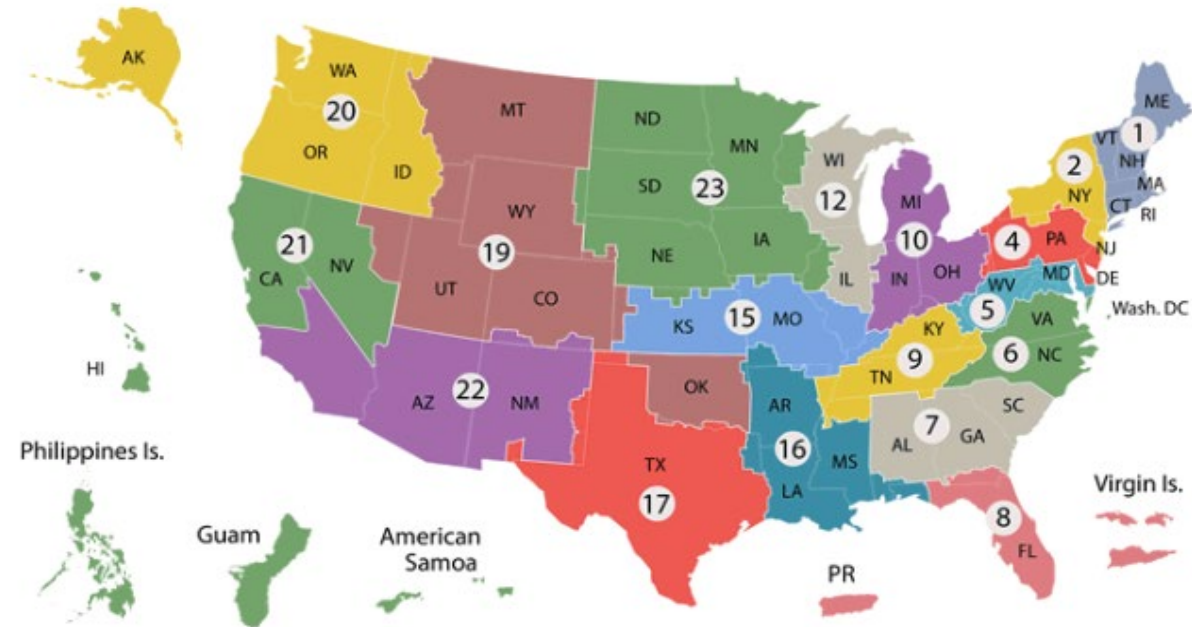 AK
WA
20
OR
ID
MT
WY
19
UT
CO
ND
MN
SD
23
NE
IA
WI
12
IL
MI
10
IN
OH
ME
1
VT
NH
MA
CT
RI
2
NY
4
PA
NJ
DE
MD
WV
5
Wash. DC
VA
6
NC
KY
9
TN
21
CA
NV
KS
15
MO
22
AZ
NM
OK
AR
16
LA
MS
TX
17
7
AL
GA
SC
8
FL
HI
Philippines Is.
Guam
American
Samoa
PR
Virgin Is.